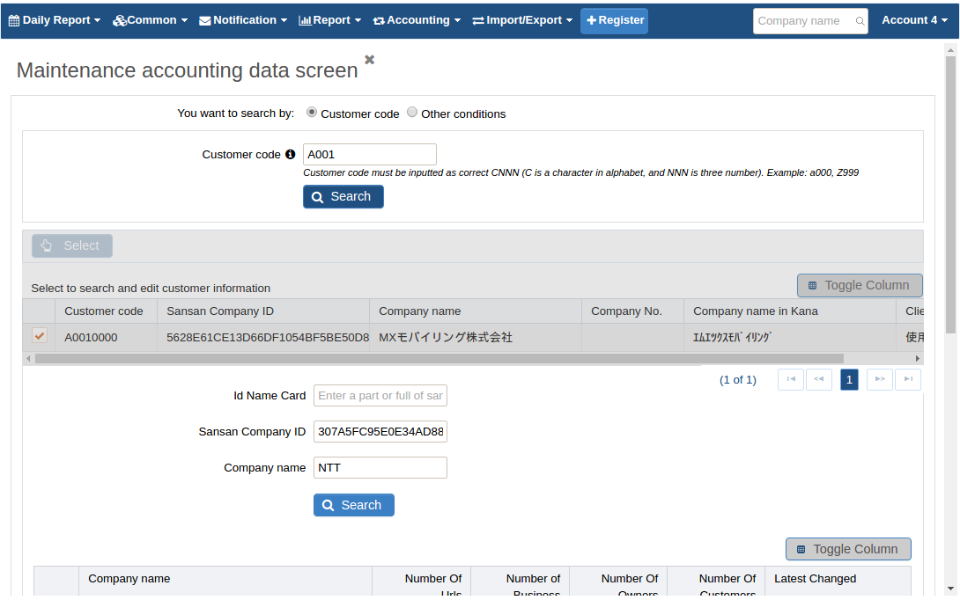 Daily Report Common Notification Report Accounting Import/Export Register Company name Account 4
Maintenance accounting data screen
You want to search by: Customer code Other conditions
Customer code A001
Customer code must be inputted as correct CNNN (C is a character in alphabet, and NNN is three number). Example: a000, Z999
Search
Select
Select to search and edit customer information Toggle Column
Customer code Sansan Company ID Company name Company No. Company name in Kana Clie
A0010000 5628E61CE13D66DF1054BF5BE50D8 MXモバイリング株式会社 ｴﾑｴｯｸｽﾓﾊﾞｲﾘﾝｸﾞ 使用
(1 of 1) 1
Id Name Card Enter a part or full of sar
Sansan Company ID 307A5FC95E0E34AD88
Company name NTT
Search
Toggle Column
Company name Number Of Number of Number Of Number Of Latest Changed
Urls Business Owners Customers